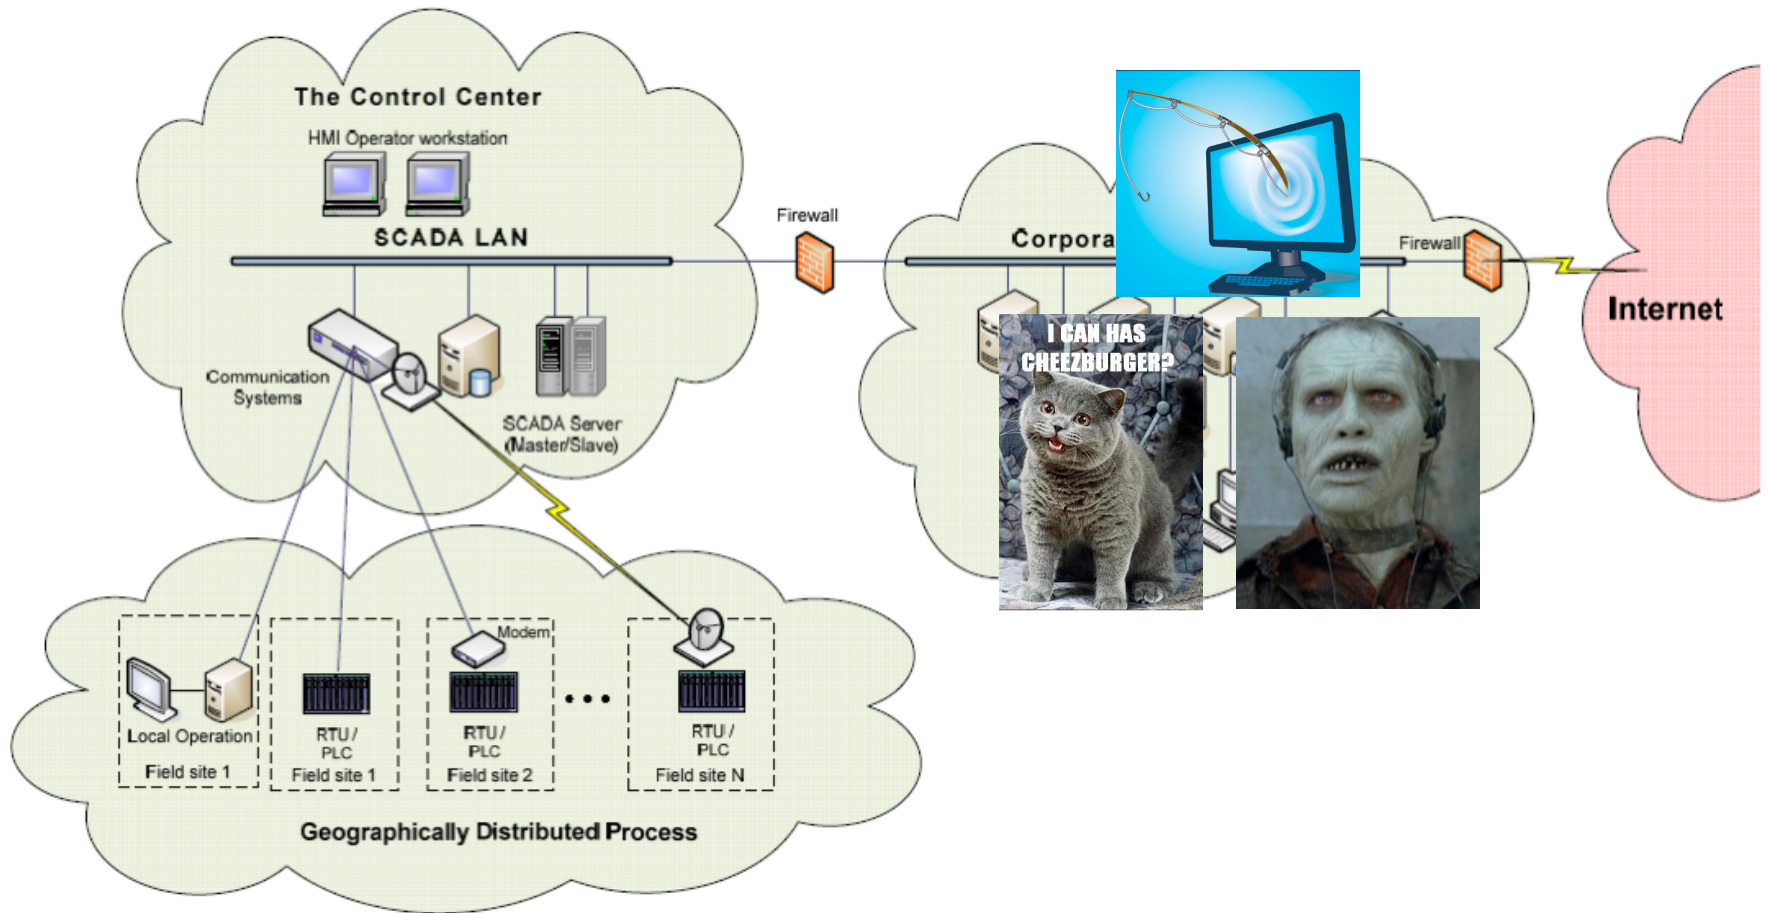 The Control Center
HMI Operator workstation
SCADA LAN
Communication
Systems
SCADA Server
(Master/Slave)
Firewall
Corpora
Firewall
Internet
I CAN HAS
CHEEZBURGER?
Modem
Local Operation
Field site 1
RTU /
PLC
Field site 1
RTU /
PLC
Field site 2
RTU /
PLC
Field site N
Geographically Distributed Process